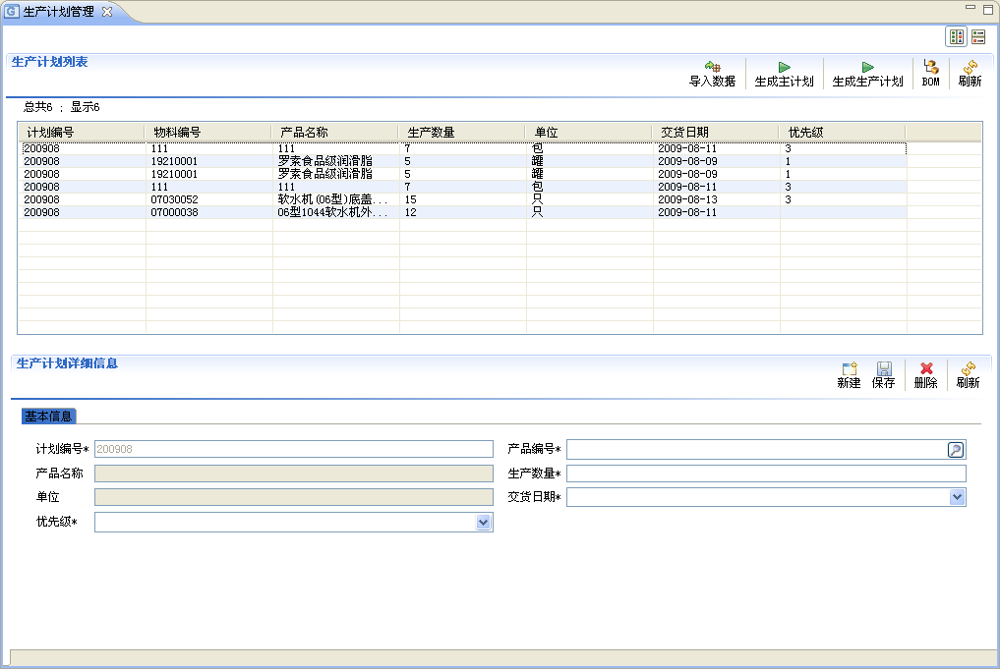 生产计划管理
生产计划列表
导入数据 生成主计划 生成生产计划 BOM 刷新
总共6 ; 显示6
计划编号 物料编号 产品名称 生产数量 单位 交货日期 优先级
200908 111 111 7 包 2009-08-11 3
200908 19210001 罗素食品级润滑脂 5 罐 2009-08-09 1
200908 19210001 罗素食品级润滑脂 5 罐 2009-08-09 1
200908 111 111 7 包 2009-08-11 3
200908 07030052 软水机(06型)底盖... 15 只 2009-08-13 3
200908 07000038 06型1044软水机外... 12 只 2009-08-11
生产计划详细信息
新建 保存 删除 刷新
基本信息
计划编号* 200908 产品编号*
产品名称 生产数量*
单位 交货日期*
优先级*